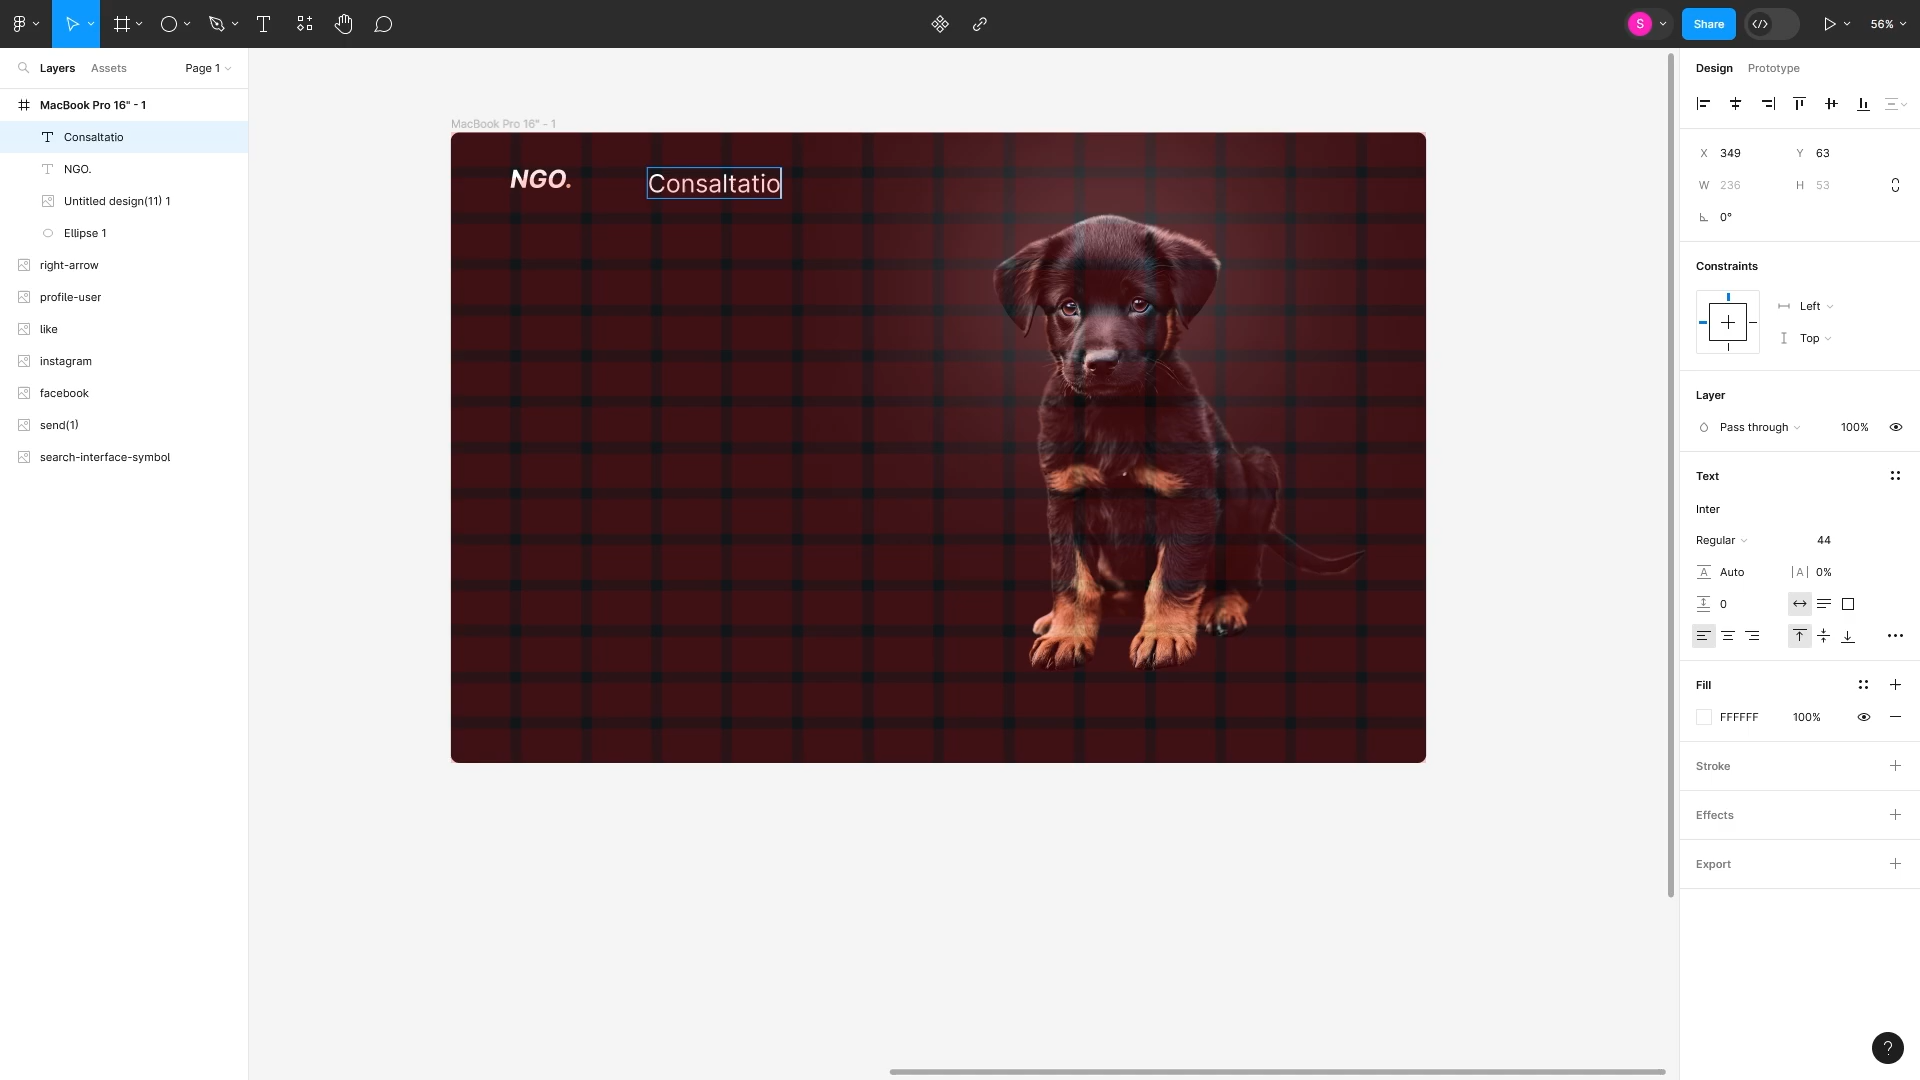 S
Share
56%
Layers
Assets
Page 1
Design
Prototype
MacBook Pro 16" - 1
Consaltatio
NGO.
Untitled design(11) 1
Ellipse 1
right-arrow
profile-user
like
instagram
facebook
send(1)
search-interface-symbol
MacBook Pro 16" - 1
NGO.
Consaltatio
X 349 Y 63
W 236 H 53
0°
Constraints
Left
Top
Layer
Pass through 100%
Text
Inter
Regular 44
A Auto |A| 0%
0
Fill
FFFFFF 100%
Stroke
Effects
Export
?